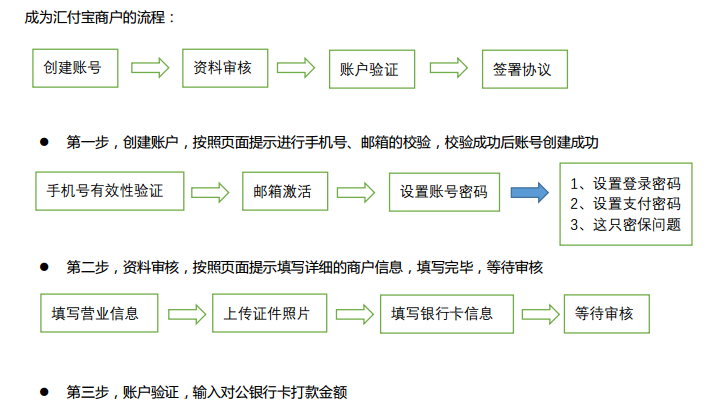 成为汇付宝商户的流程：
创建账号 资料审核 账户验证 签署协议
第一步，创建账户，按照页面提示进行手机号、邮箱的校验，校验成功后账号创建成功
手机号有效性验证 邮箱激活 设置账号密码
1、设置登录密码
2、设置支付密码
3、这只密保问题
第二步，资料审核，按照页面提示填写详细的商户信息，填写完毕，等待审核
填写营业信息 上传证件照片 填写银行卡信息 等待审核
第三步，账户验证，输入对公银行卡打款金额